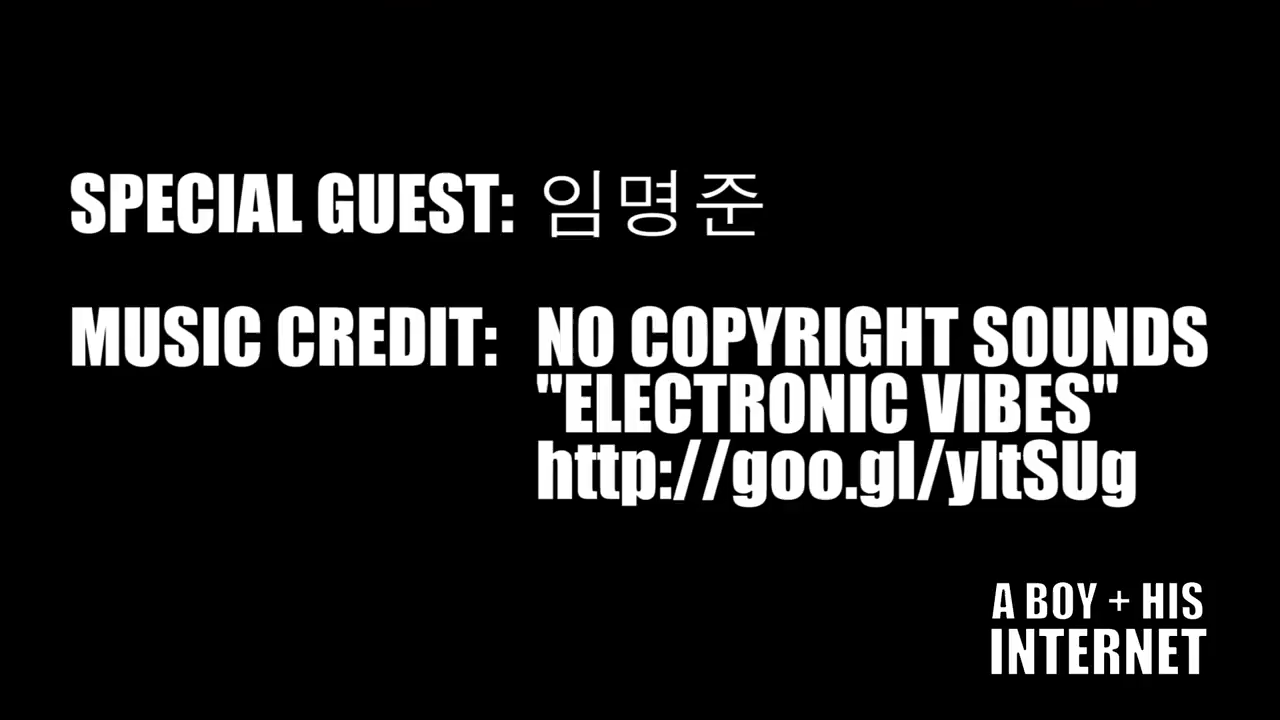 SPECIAL GUEST: 임명준
MUSIC CREDIT: NO COPYRIGHT SOUNDS
"ELECTRONIC VIBES"
http://goo.gl/yltSUg
A BOY + HIS
INTERNET